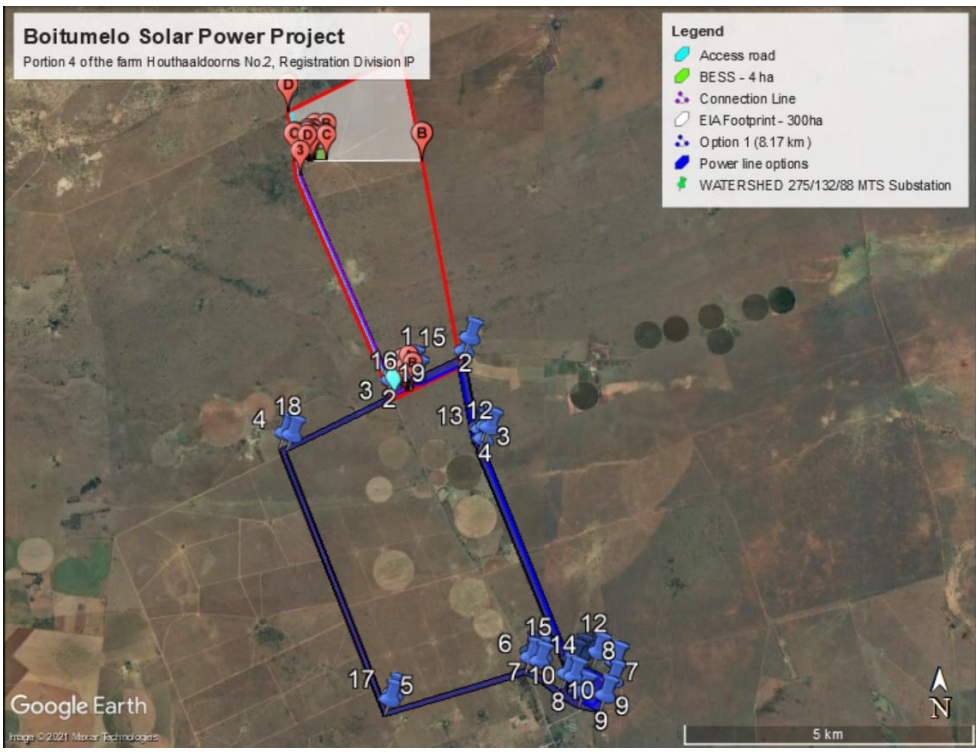 Boitumelo Solar Power Project
Portion 4 of the farm Houthaaldoorns No.2, Registration Division IP
Legend
Access road
BESS - 4 ha
Connection Line
EIA Footprint - 300ha
Option 1 (8.17 km)
Power line options
WATERSHED 275/132/88 MTS Substation
A
D
B
C D C
3
1 15
16
19
2
3 2
4 18
13 12
3
4
17 5
6 15 14 12
8
7 10 7
10
8 9
9
Google Earth
Image © 2021 Maxar Technologies
N
5 km